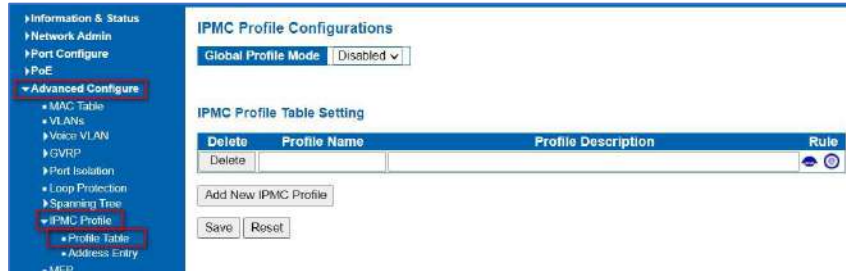 Information & Status
Network Admin
Port Configure
PoE
Advanced Configure
MAC Table
VLANs
Voice VLAN
GVRP
Port Isolation
Loop Protection
Spanning Tree
IPMC Profile
Profile Table
Address Entry
MEP
IPMC Profile Configurations
Global Profile Mode Disabled
IPMC Profile Table Setting
Delete Profile Name Profile Description Rule
Delete
Add New IPMC Profile
Save Reset